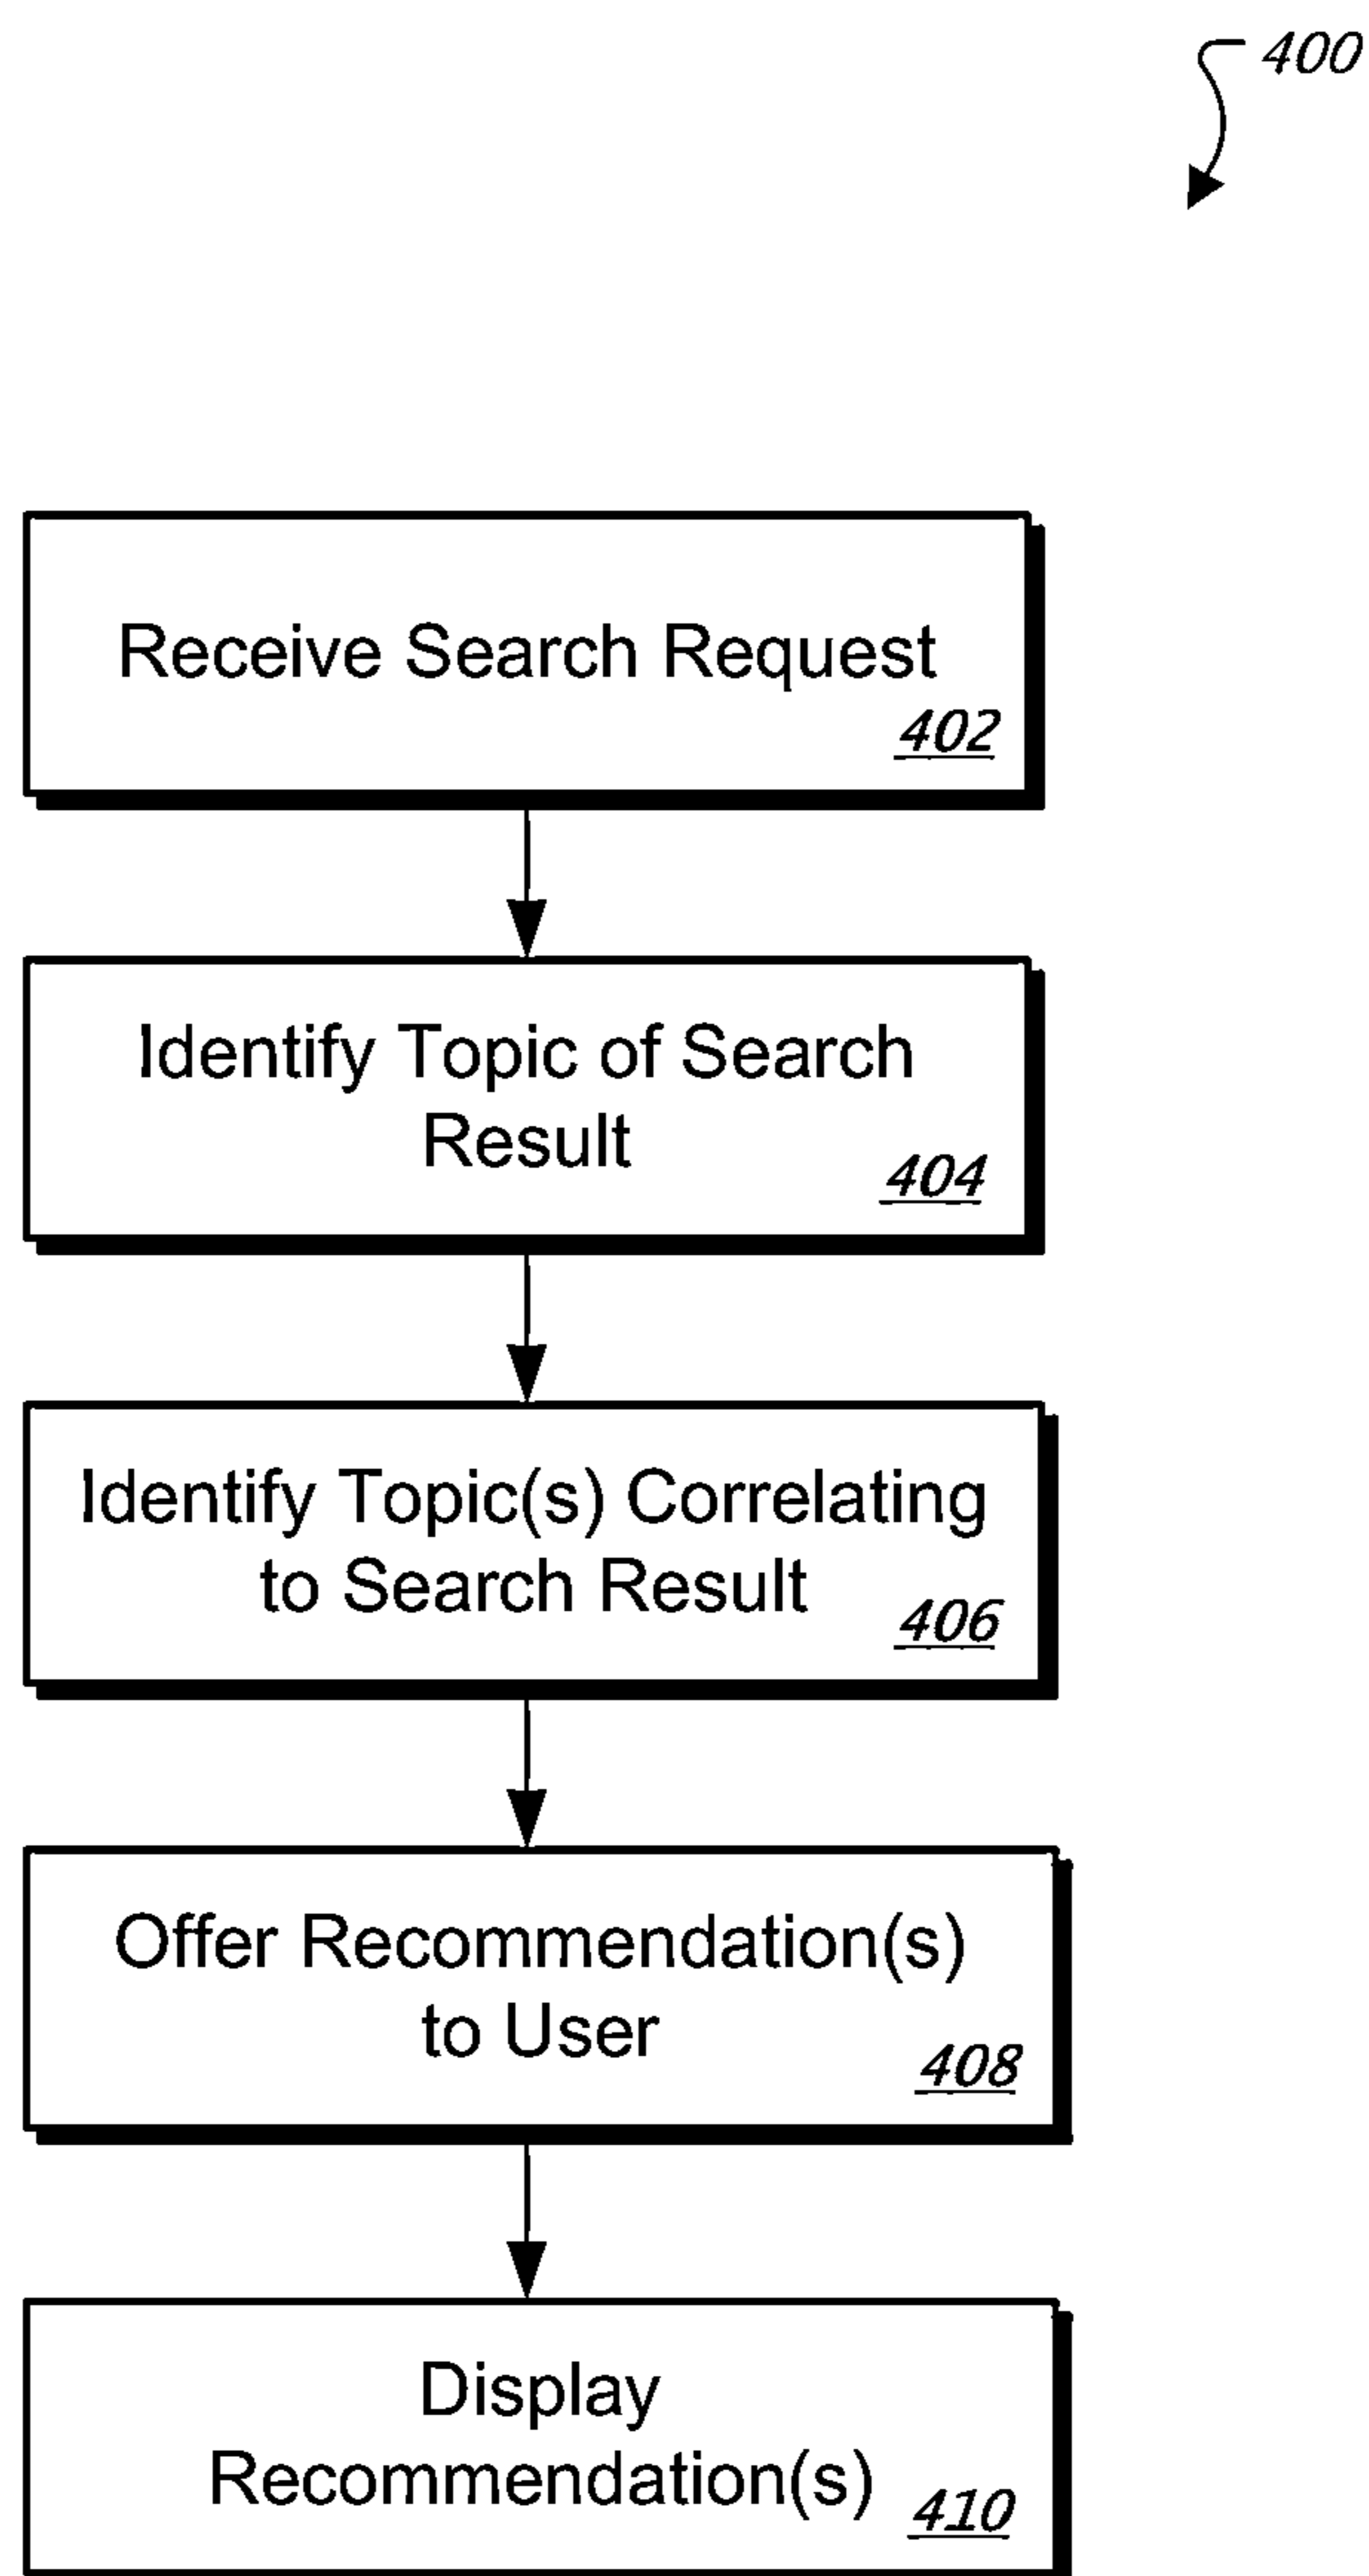 400
Receive Search Request
402
Identify Topic of Search
Result
404
Identify Topic(s) Correlating
to Search Result
406
Offer Recommendation(s)
to User
408
Display
Recommendation(s)
410